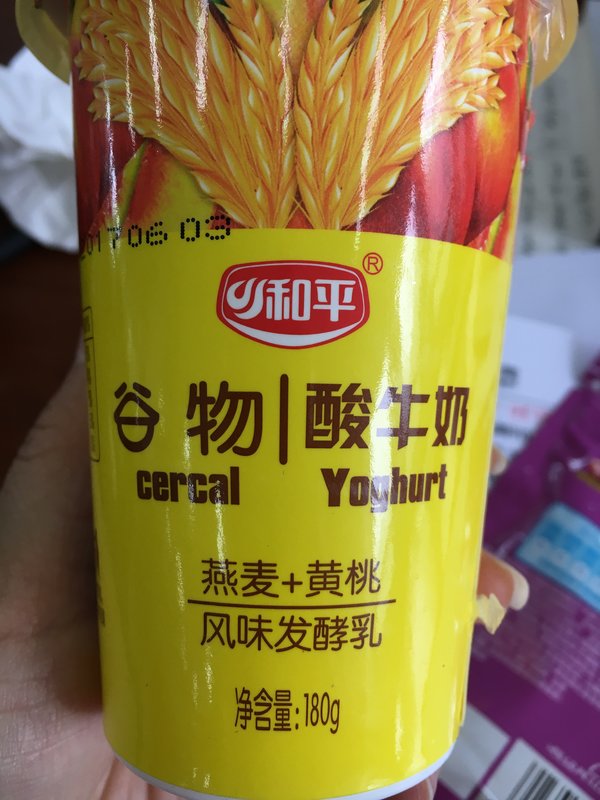 20170609
和平®
谷物|酸牛奶
cercal Yoghurt
燕麦+黄桃
风味发酵乳
净含量:180g